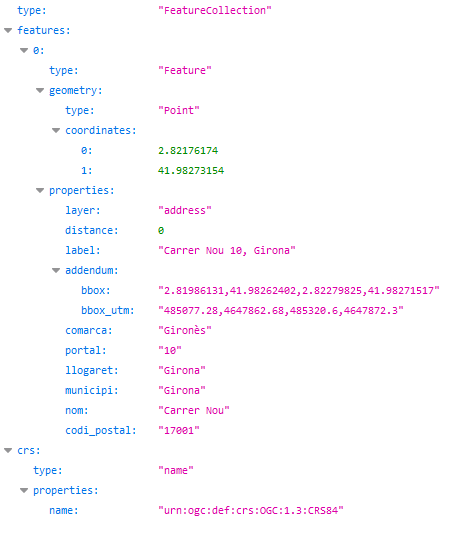 type: "FeatureCollection"
features:
0:
type: "Feature"
geometry:
type: "Point"
coordinates:
0: 2.82176174
1: 41.98273154
properties:
layer: "address"
distance: 0
label: "Carrer Nou 10, Girona"
addendum:
bbox: "2.81986131,41.98262402,2.82279825,41.98271517"
bbox_utm: "485077.28,4647862.68,485320.6,4647872.3"
comarca: "Gironès"
portal: "10"
llogaret: "Girona"
municipi: "Girona"
nom: "Carrer Nou"
codi_postal: "17001"
crs:
type: "name"
properties:
name: "urn:ogc:def:crs:OGC:1.3:CRS84"